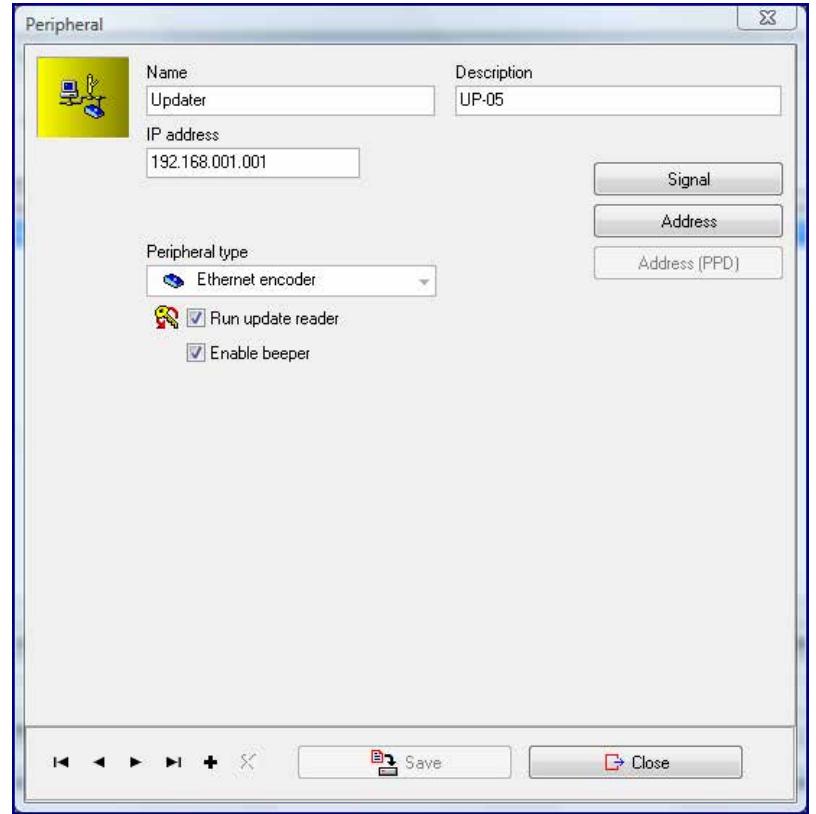 Peripheral
Name
Description
Updater
UP-05
IP address
192.168.001.001
Signal
Address
Address (PPD)
Peripheral type
Ethernet encoder
Run update reader
Enable beeper
Save
Close